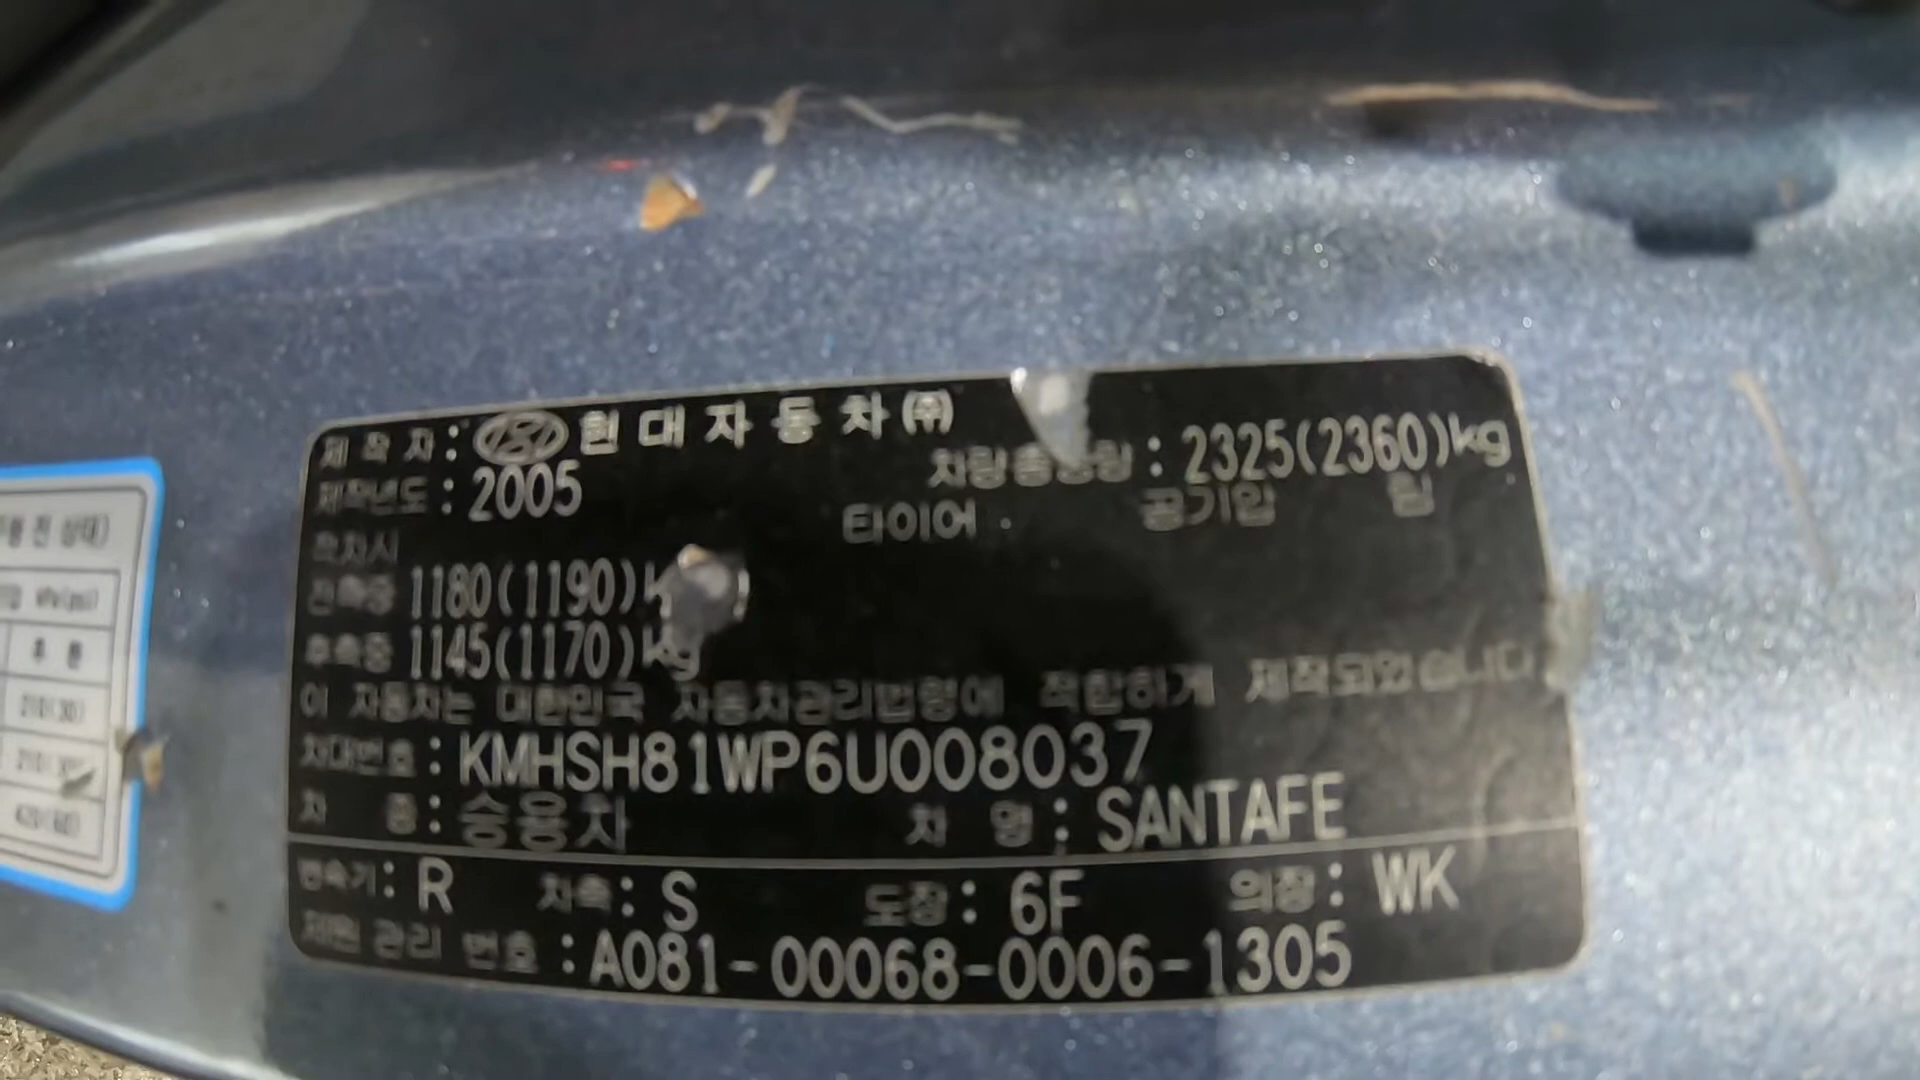 제작자: 현대자동차㈜
제작년도: 2005
차량총중량: 2325(2360)kg
타이어 공기압 림
전축중 1180(1190)
후축중 1145(1170)kg
이 자동차는 대한민국 자동차관리법령에 적합하게 제작되었습니다
차대번호: KMHSH81WP6U008037
차 종: 승용차 차 명: SANTAFE
변속기: R 차축: S 도장: 6F 의장: WK
제원관리 번호: A081-00068-0006-1305
전 상태)
210(30)